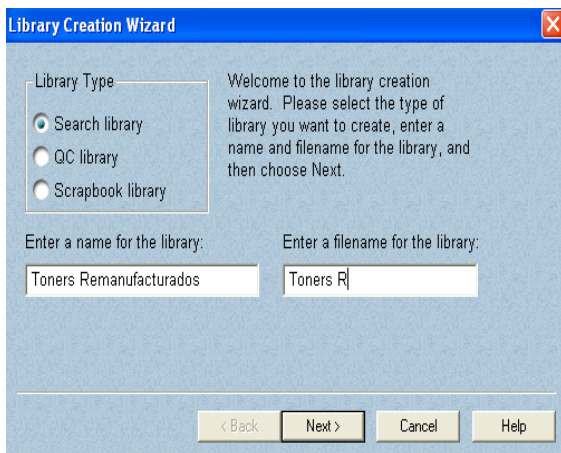 Library Creation Wizard
Library Type
Search library
QC library
Scrapbook library
Welcome to the library creation
wizard. Please select the type of
library you want to create, enter a
name and filename for the library, and
then choose Next.
Enter a name for the library:
Toners Remanufacturados
Enter a filename for the library:
Toners R
< Back
Next >
Cancel
Help